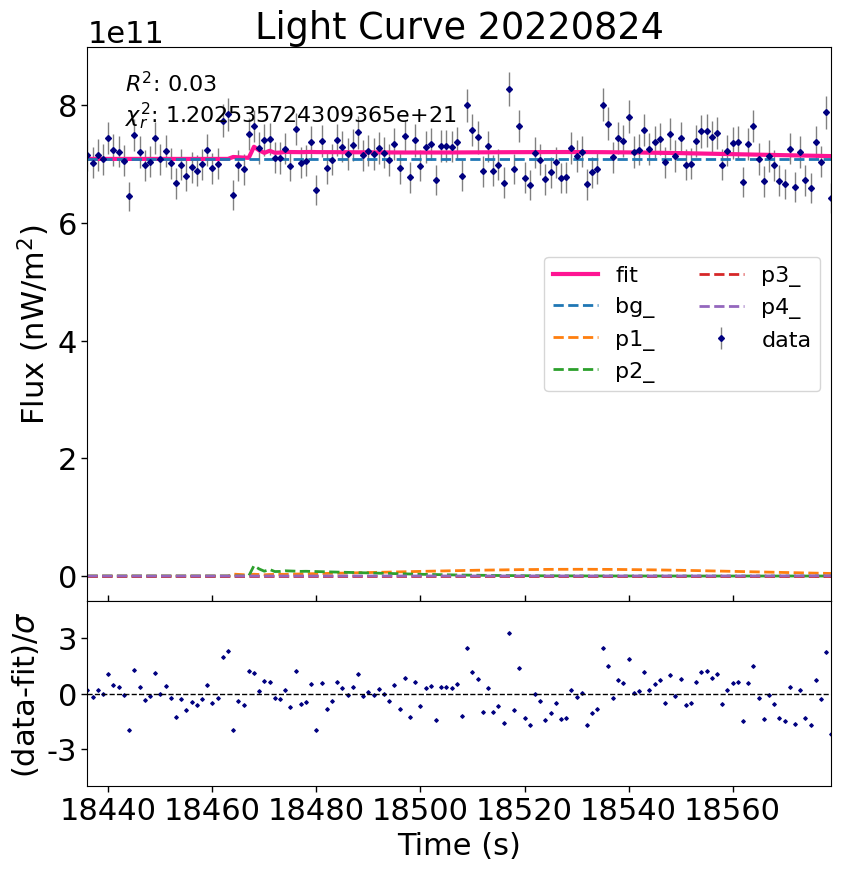 Light Curve 20220824
1e11
R²: 0.03
χ²ᵣ: 1.2025357243093​65e+21
8
6
4
2
0
Flux (nW/m²)
fit
bg_
p1_
p2_
p3_
p4_
data
3
0
-3
(data-fit)/σ
18440 18460 18480 18500 18520 18540 18560
Time (s)